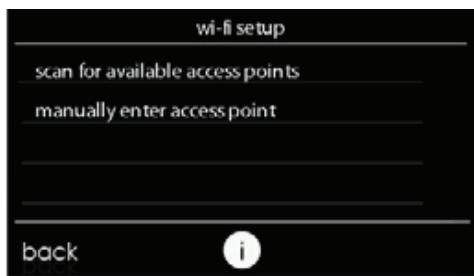 wi-fi setup
scan for available access points
manually enter access point
back
i